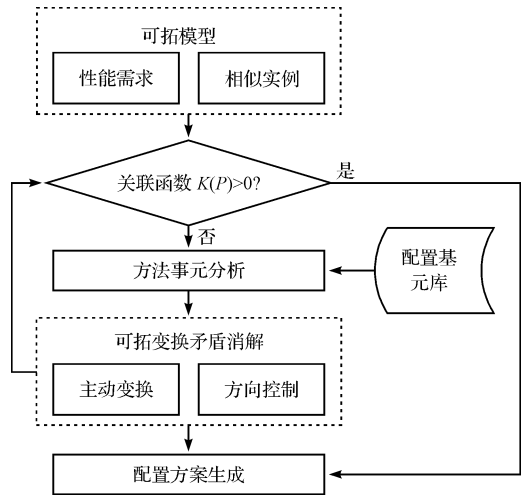 可拓模型
性能需求
相似实例
关联函数 K(P)>0?
是
否
方法事元分析
配置基
元库
可拓变换矛盾消解
主动变换
方向控制
配置方案生成